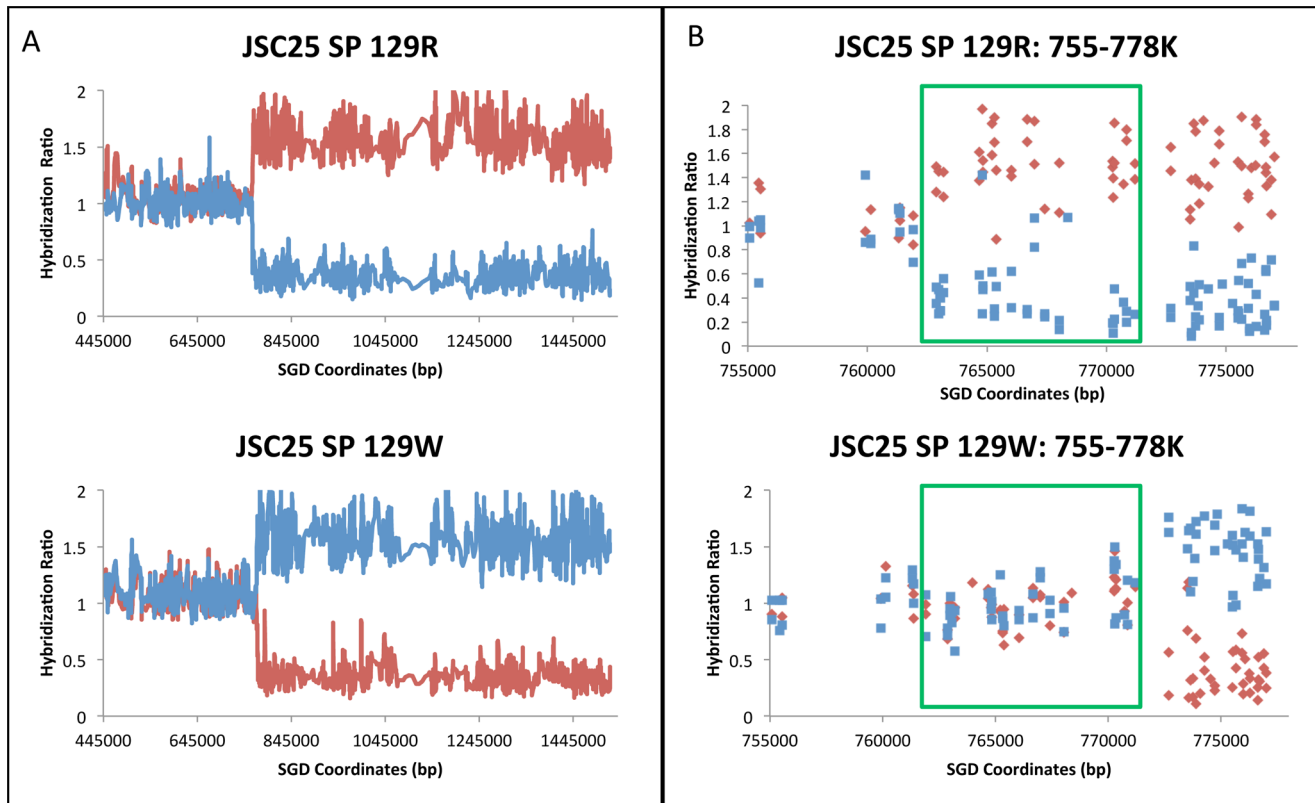 A
JSC25 SP 129R
Hybridization Ratio
2
1.5
1
0.5
0
445000 645000 845000 1045000 1245000 1445000
SGD Coordinates (bp)
JSC25 SP 129W
Hybridization Ratio
2
1.5
1
0.5
0
445000 645000 845000 1045000 1245000 1445000
SGD Coordinates (bp)
B
JSC25 SP 129R: 755-778K
Hybridization Ratio
2
1.8
1.6
1.4
1.2
1
0.8
0.6
0.4
0.2
0
755000 760000 765000 770000 775000
SGD Coordinates (bp)
JSC25 SP 129W: 755-778K
Hybridization Ratio
2
1.5
1
0.5
0
755000 760000 765000 770000 775000
SGD Coordinates (bp)